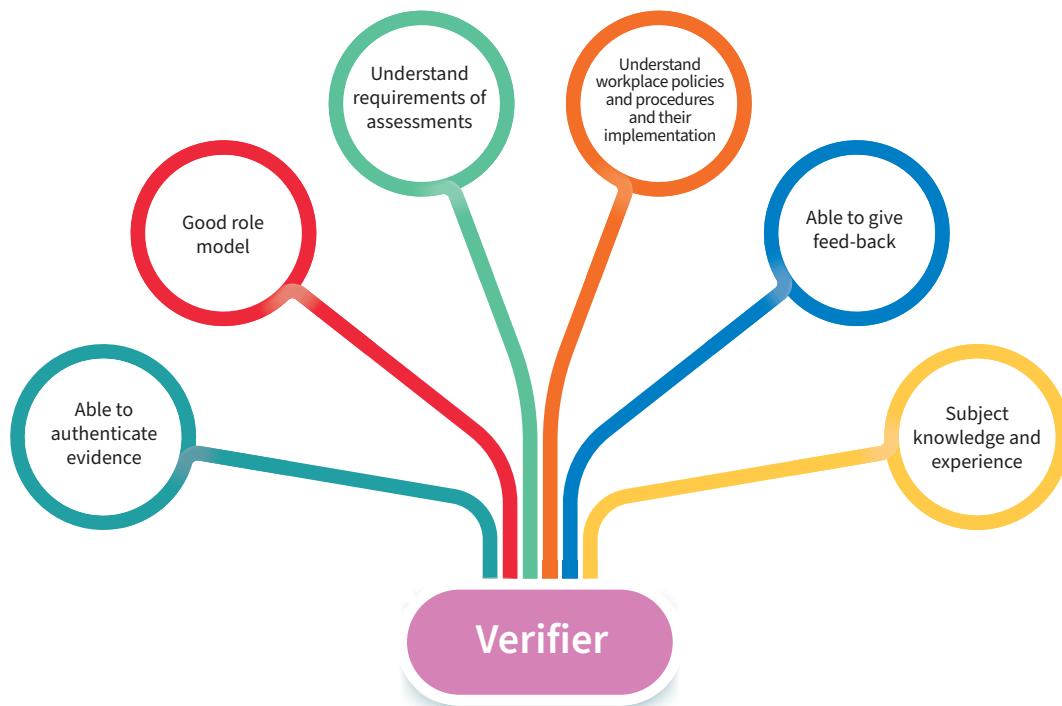 Understand
requirements of
assessments
Understand
workplace policies
and procedures
and their
implementation
Good role
model
Able to give
feed-back
Able to
authenticate
evidence
Subject
knowledge and
experience
Verifier